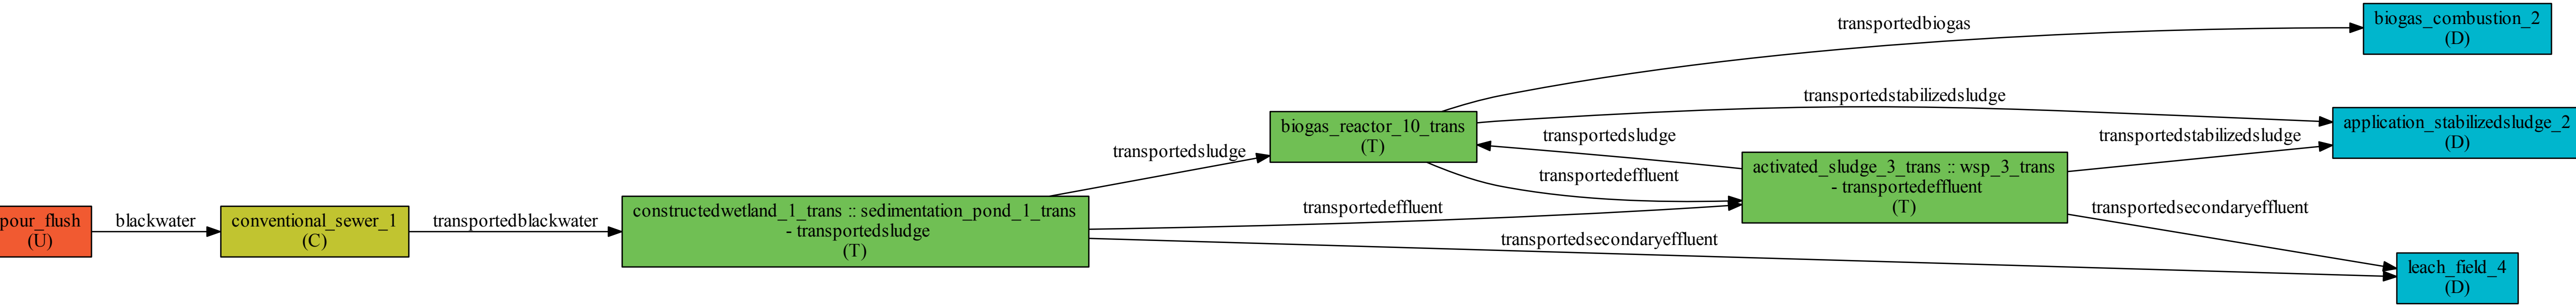 pour_flush
(U)
blackwater
conventional_sewer_1
(C)
transportedblackwater
constructedwetland_1_trans :: sedimentation_pond_1_trans
- transportedsludge
(T)
transportedsludge
transportedeffluent
transportedsecondaryeffluent
biogas_reactor_10_trans
(T)
transportedbiogas
transportedstabilizedsludge
transportedsludge
transportedeffluent
activated_sludge_3_trans :: wsp_3_trans
- transportedeffluent
(T)
transportedstabilizedsludge
transportedsecondaryeffluent
biogas_combustion_2
(D)
application_stabilizedsludge_2
(D)
leach_field_4
(D)